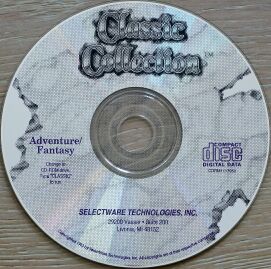 Classic
Collection™
Adventure/
Fantasy
Change to
CD-ROM drive,
Type "CLASSIC"
to run
COMPACT
disc
DIGITAL DATA
SELECTWARE TECHNOLOGIES, INC.
29200 Vassar • Suite 200
Livonia, MI 48152